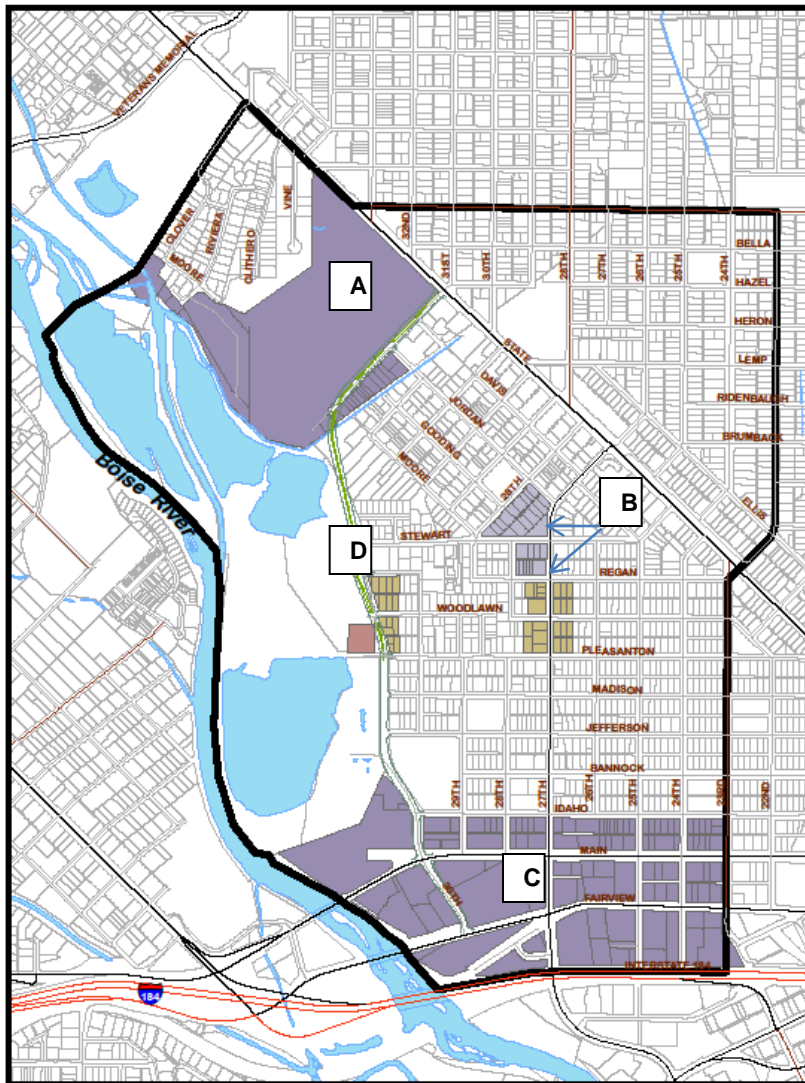 VETERANS MEMORIAL
CLOVER
RIVIERA
CLITHERO
VINE
MOORE
32ND
31ST
30TH
28TH
27TH
26TH
25TH
24TH
BELLA
HAZEL
HERON
LEMP
RIDENBAUGH
BRUMBACK
ELLIS
A
STATE
DAVIS
JORDAN
GOODING
MOORE
28TH
B
Boise River
D
STEWART
REGAN
WOODLAWN
PLEASANTON
MADISON
JEFFERSON
BANNOCK
29TH
28TH
27TH
26TH
25TH
24TH
23RD
22ND
IDAHO
MAIN
C
30TH
FAIRVIEW
INTERSTATE 184
184